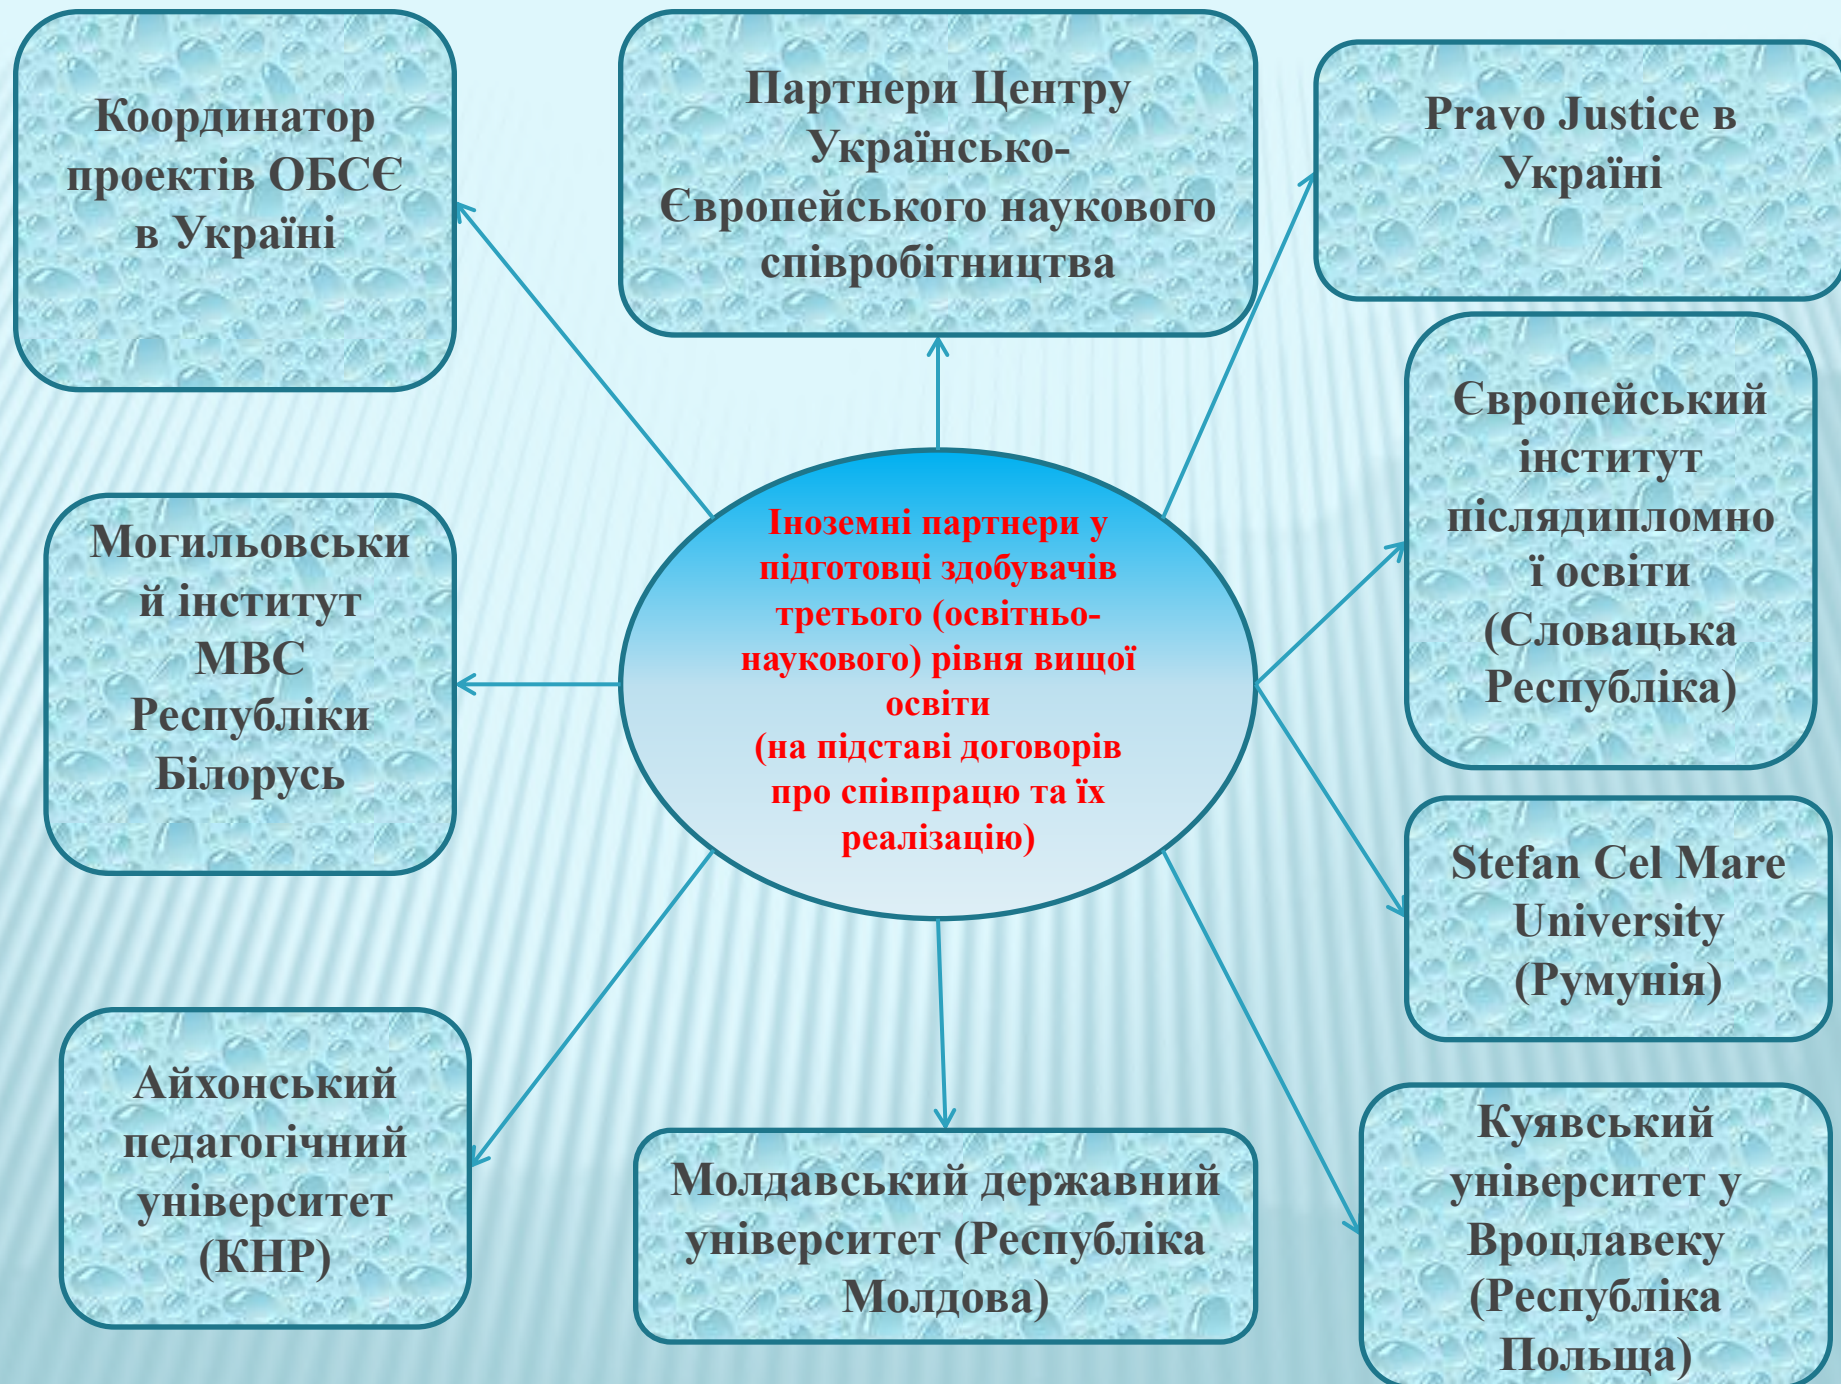 Координатор
проектів ОБСЄ
в Україні
Партнери Центру
Українсько-
Європейського наукового
співробітництва
Pravo Justice в
Україні
Європейський
інститут
післядипломно
ї освіти
(Словацька
Республіка)
Могильовськи
й інститут
МВС
Республіки
Білорусь
Іноземні партнери у
підготовці здобувачів
третього (освітньо-
наукового) рівня вищої
освіти
(на підставі договорів
про співпрацю та їх
реалізацію)
Stefan Cel Mare
University
(Румунія)
Айхонський
педагогічний
університет
(КНР)
Молдавський державний
університет (Республіка
Молдова)
Куявський
університет у
Вроцлавеку
(Республіка
Польща)